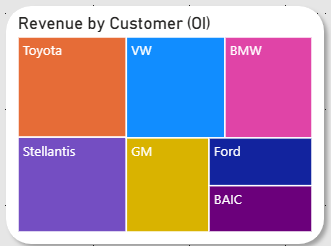 Revenue by Customer (OI)
Toyota
VW
BMW
Stellantis
GM
Ford
BAIC